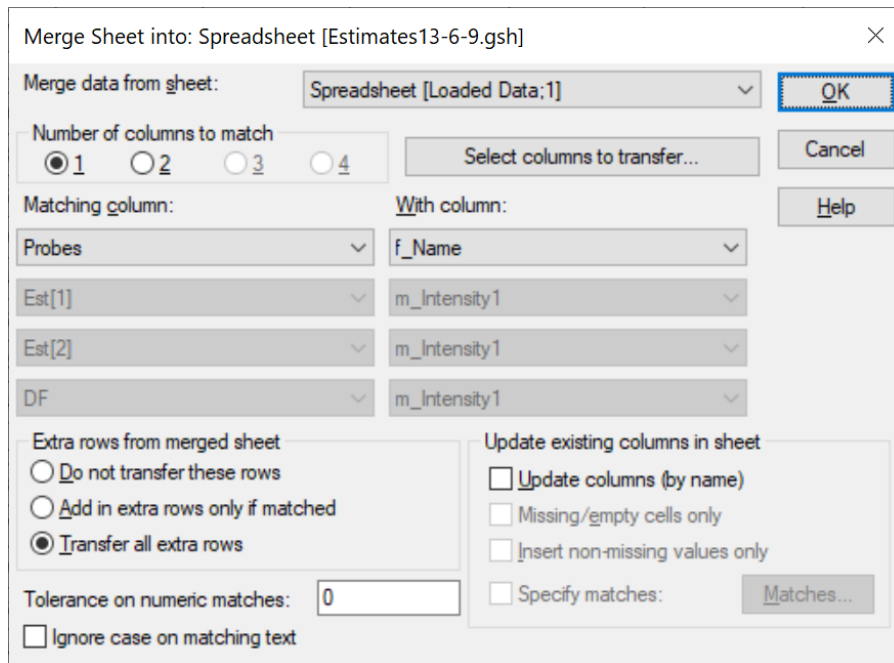 Merge Sheet into: Spreadsheet [Estimates13-6-9.gsh]
Merge data from sheet: Spreadsheet [Loaded Data;1] OK
Number of columns to match
1 2 3 4 Select columns to transfer... Cancel
Matching column: With column: Help
Probes f_Name
Est[1] m_Intensity1
Est[2] m_Intensity1
DF m_Intensity1
Extra rows from merged sheet
Do not transfer these rows
Add in extra rows only if matched
Transfer all extra rows
Update existing columns in sheet
Update columns (by name)
Missing/empty cells only
Insert non-missing values only
Specify matches: Matches...
Tolerance on numeric matches: 0
Ignore case on matching text